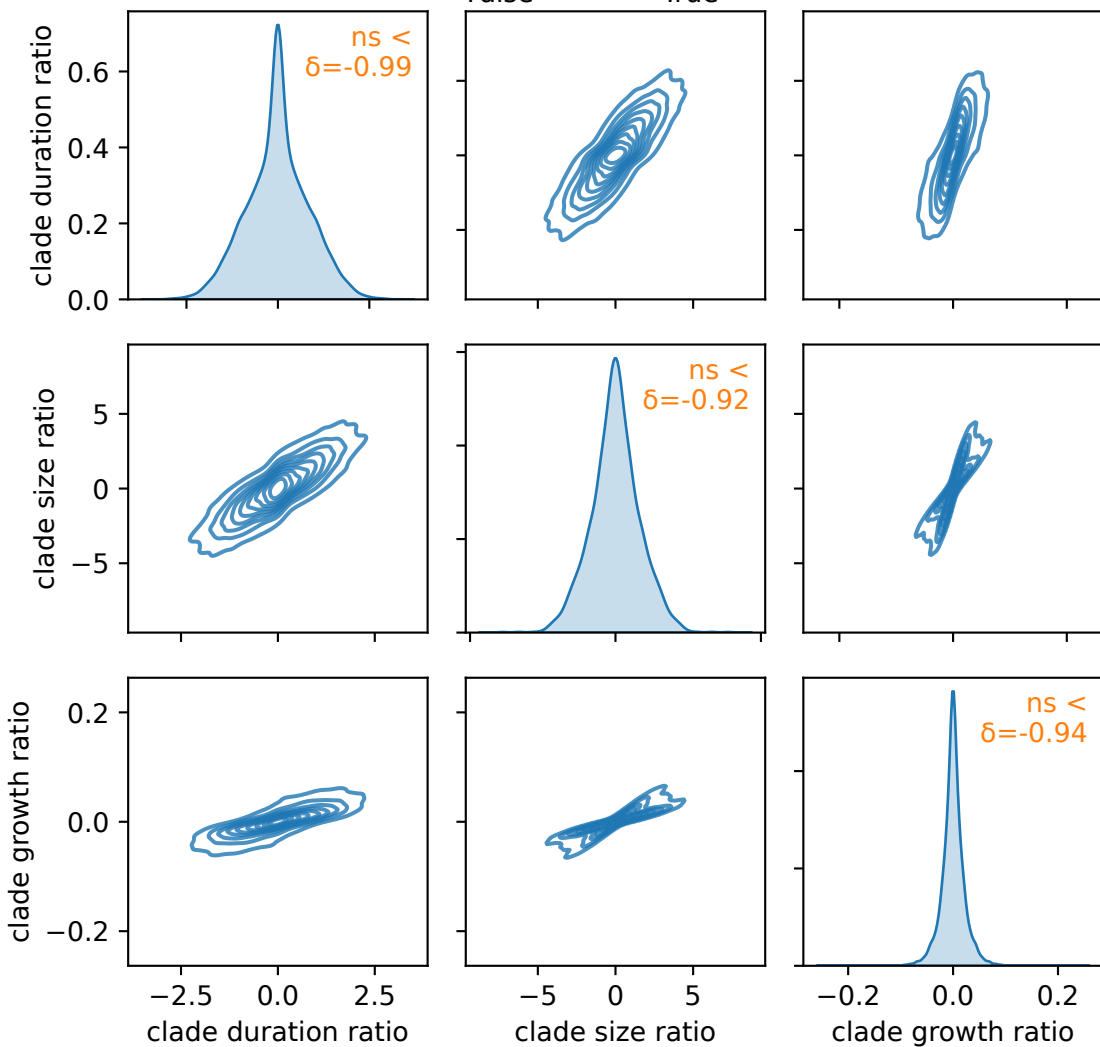 clade duration ratio
0.6
0.4
0.2
0.0
ns <
δ=-0.99
clade size ratio
5
0
−5
ns <
δ=-0.92
clade growth ratio
0.2
0.0
−0.2
ns <
δ=-0.94
−2.5 0.0 2.5
−5 0 5
−0.2 0.0 0.2
clade duration ratio
clade size ratio
clade growth ratio